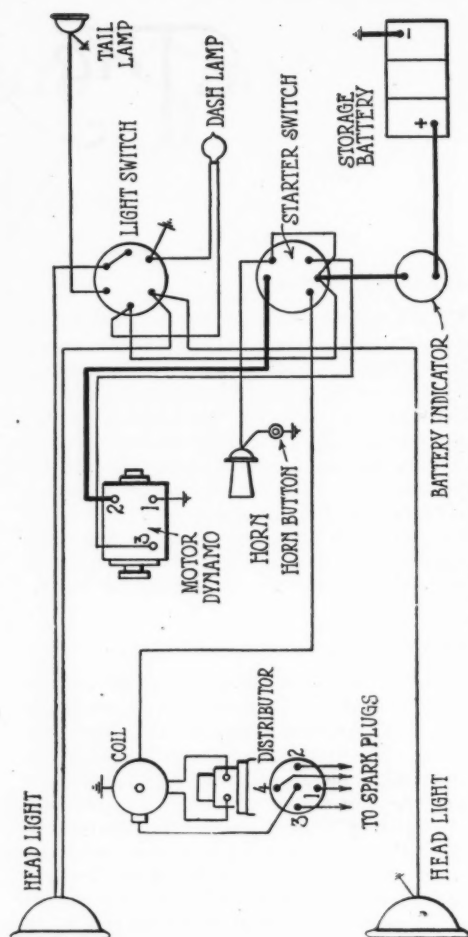 TAIL
LAMP
LIGHT SWITCH
DASH LAMP
STARTER SWITCH
STORAGE
BATTERY
+
-
BATTERY INDICATOR
2
1
3
MOTOR
DYNAMO
HORN
HORN BUTTON
COIL
DISTRIBUTOR
4
2
1
3
TO SPARK PLUGS
HEAD LIGHT
HEAD LIGHT